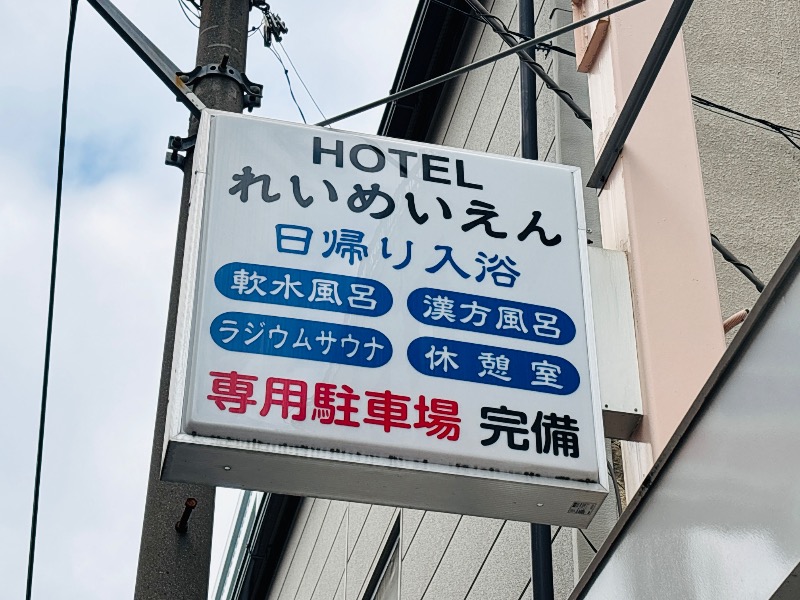 HOTEL
れいめいえん
日帰り入浴
軟水風呂 漢方風呂
ラジウムサウナ 休憩室
専用駐車場 完備